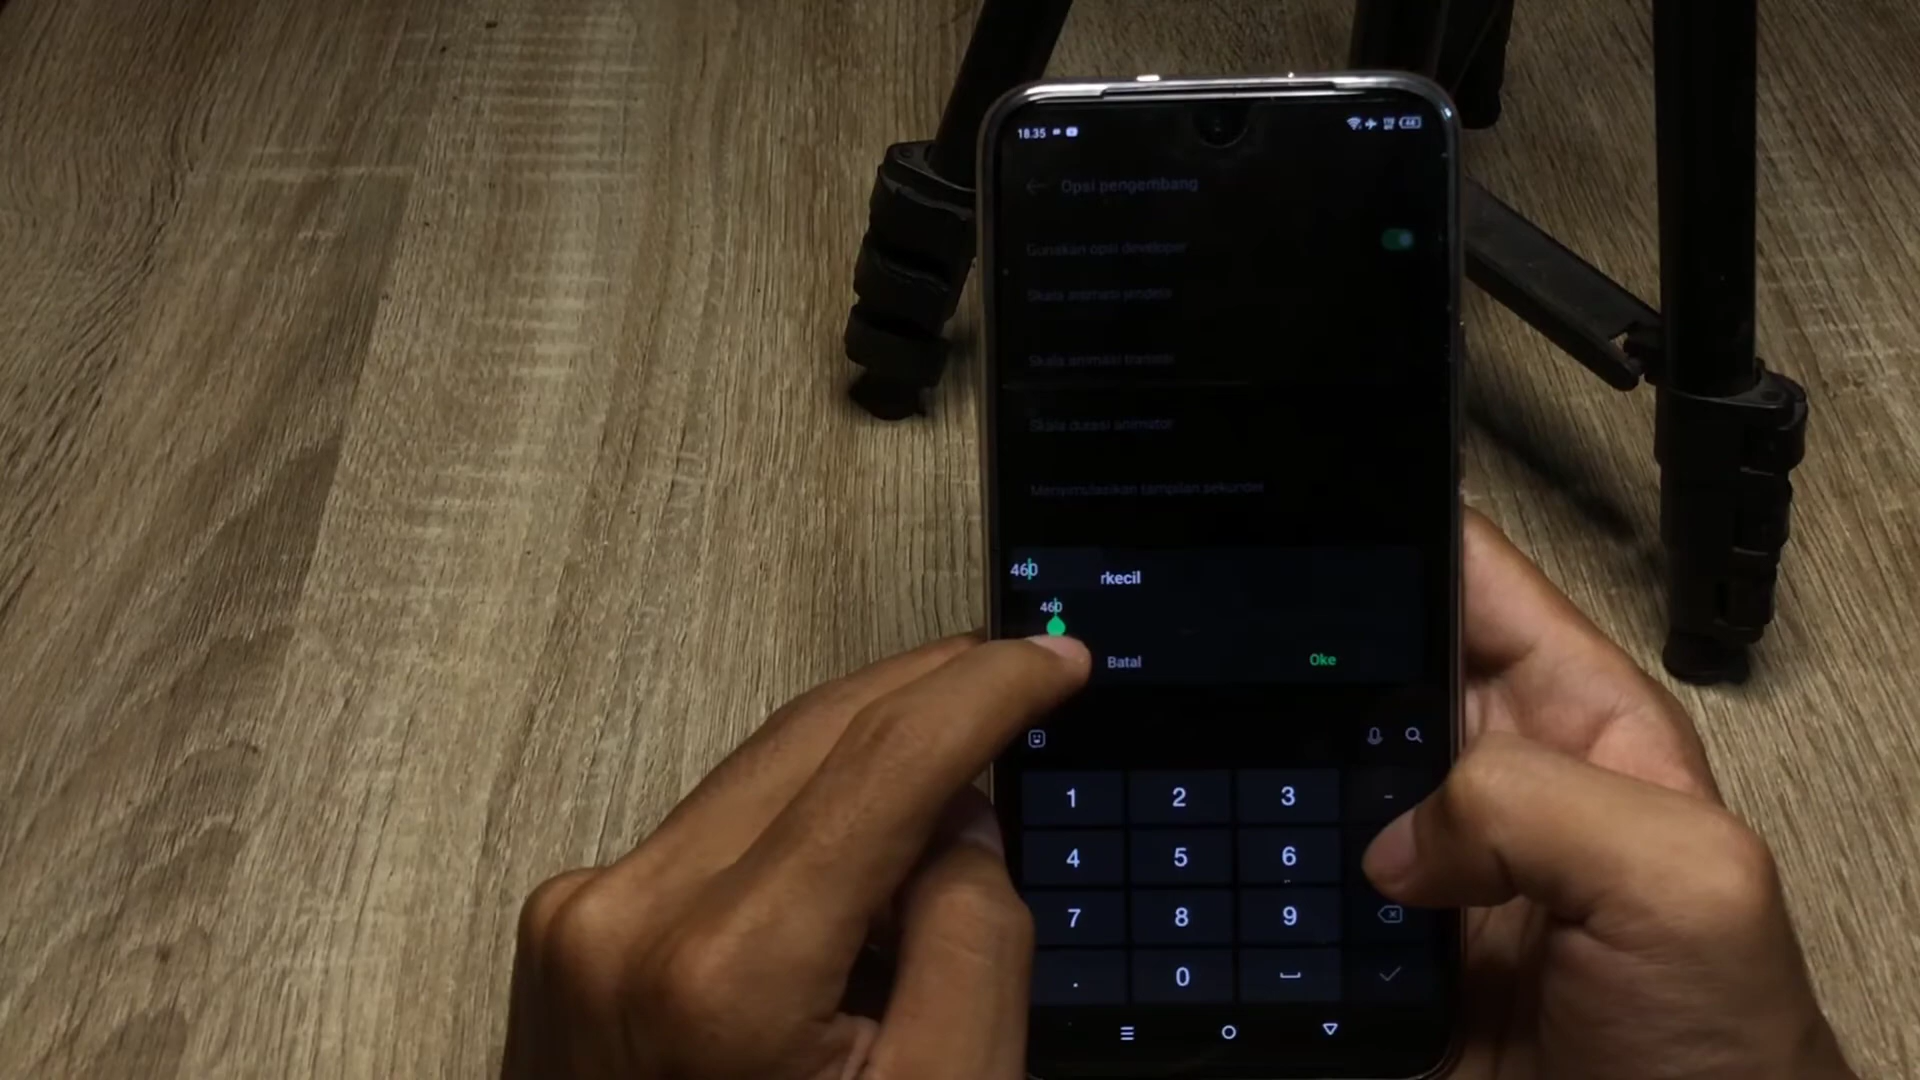 18.35
48
Opsi pengembang
Gunakan opsi developer
Skala animasi jendela
Skala animasi transisi
Skala durasi animator
Menyimulasikan tampilan sekunder
460
rkecil
460
Batal
Oke
1 2 3 -
4 5 6
7 8 9
. 0